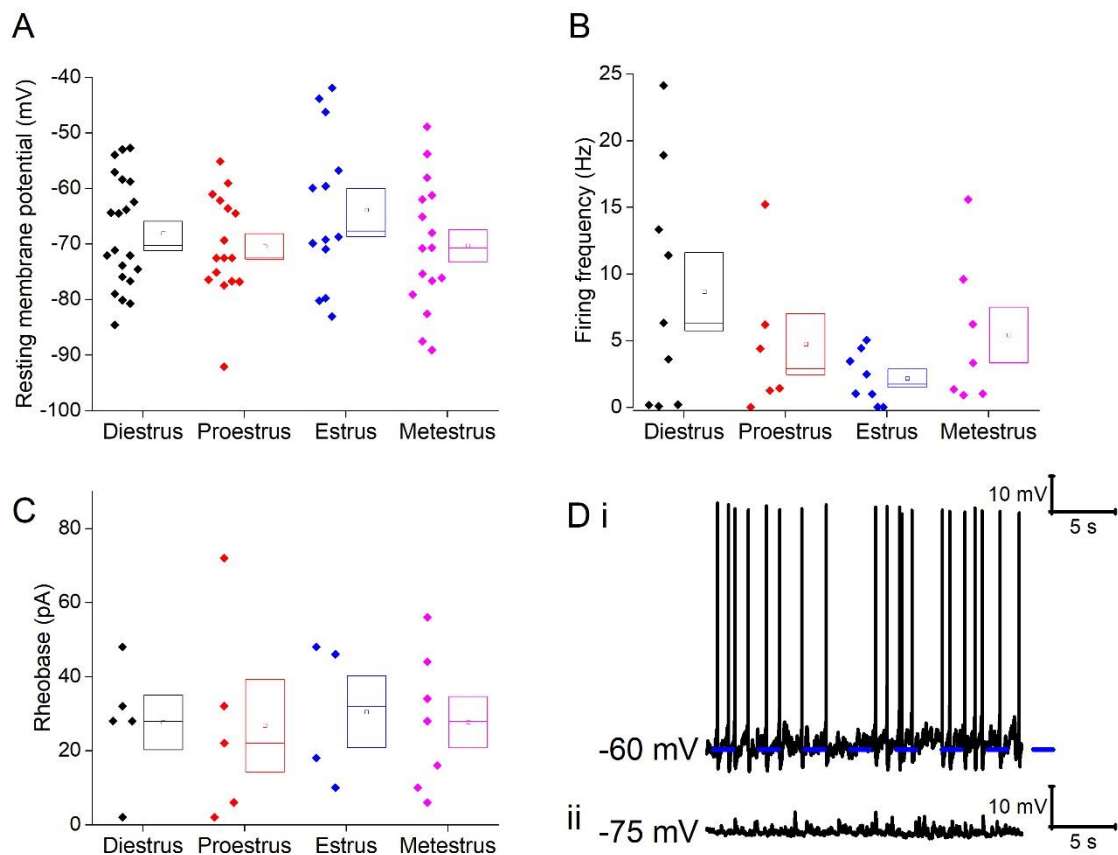 A
Resting membrane potential (mV)
-40
-50
-60
-70
-80
-90
-100
Diestrus Proestrus Estrus Metestrus
B
Firing frequency (Hz)
25
20
15
10
5
0
Diestrus Proestrus Estrus Metestrus
C
Rheobase (pA)
80
60
40
20
0
Diestrus Proestrus Estrus Metestrus
D i
10 mV
5 s
-60 mV
ii
-75 mV
10 mV
5 s